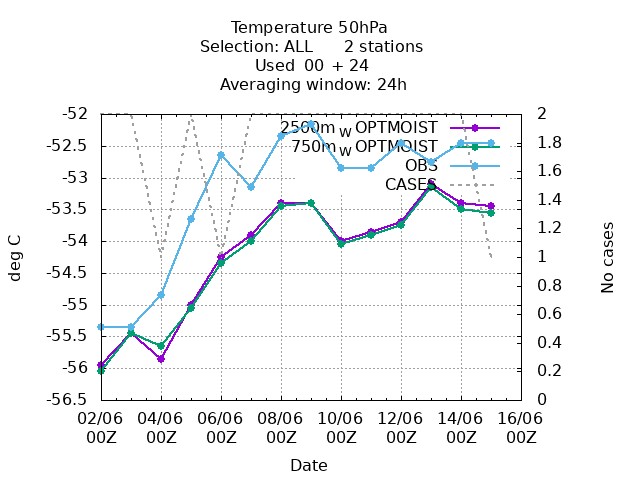 Temperature 50hPa
Selection: ALL      2 stations
Used  00 + 24
Averaging window: 24h
-52
-52.5
-53
-53.5
-54
-54.5
-55
-55.5
-56
-56.5
deg C
2500m W OPTMOIST
750m W OPTMOIST
OBS
CASES
2
1.8
1.6
1.4
1.2
1
0.8
0.6
0.4
0.2
0
No cases
02/06 04/06 06/06 08/06 10/06 12/06 14/06 16/06
00Z 00Z 00Z 00Z 00Z 00Z 00Z 00Z
Date